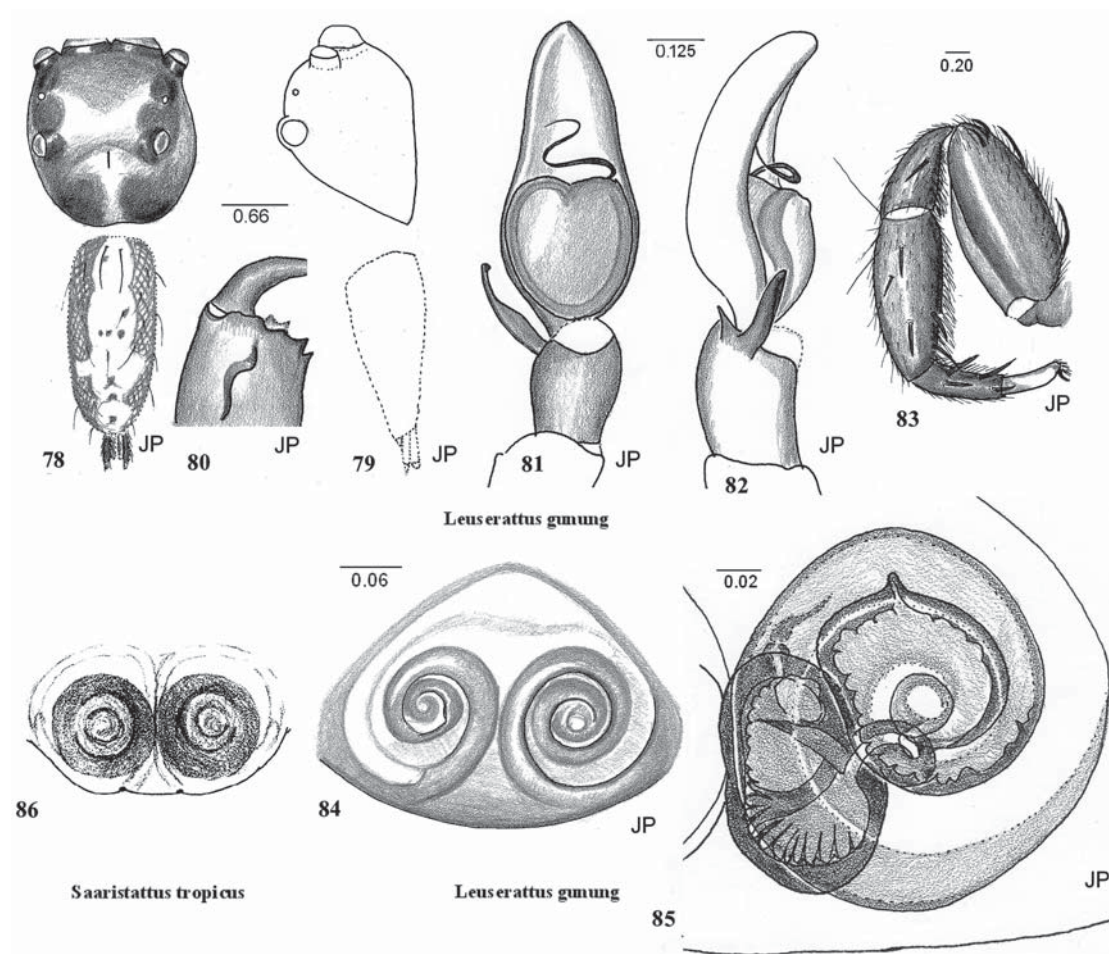 0.66
0.125
0.20
JP
78
JP
80
JP
79
JP
81
JP
82
JP
83
Leuserattus gunung
0.06
0.02
86
84
JP
JP
Saaristattus tropicus
Leuserattus gunung
85